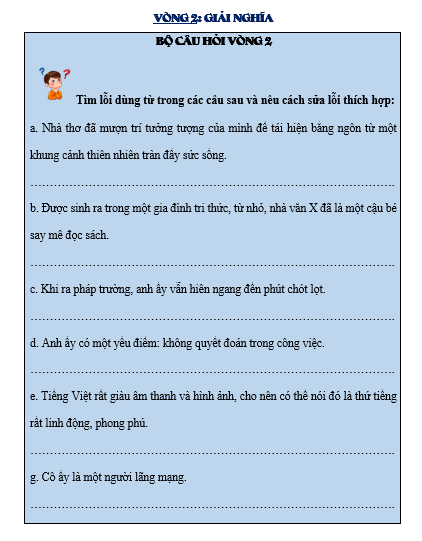 VÒNG 2: GIẢI NGHĨA
BỘ CÂU HỎI VÒNG 2
Tìm lỗi dùng từ trong các câu sau và nêu cách sửa lỗi thích hợp:
a. Nhà thơ đã mượn trí tưởng tượng của mình để tái hiện bằng ngôn từ một
khung cảnh thiên nhiên tràn đầy sức sống.
b. Được sinh ra trong một gia đình tri thức, từ nhỏ, nhà văn X đã là một cậu bé
say mê đọc sách.
c. Khi ra pháp trường, anh ấy vẫn hiên ngang đến phút chót lọt.
d. Anh ấy có một yếu điểm: không quyết đoán trong công việc.
e. Tiếng Việt rất giàu âm thanh và hình ảnh, cho nên có thể nói đó là thứ tiếng
rất linh động, phong phú.
g. Cô ấy là một người lãng mạng.